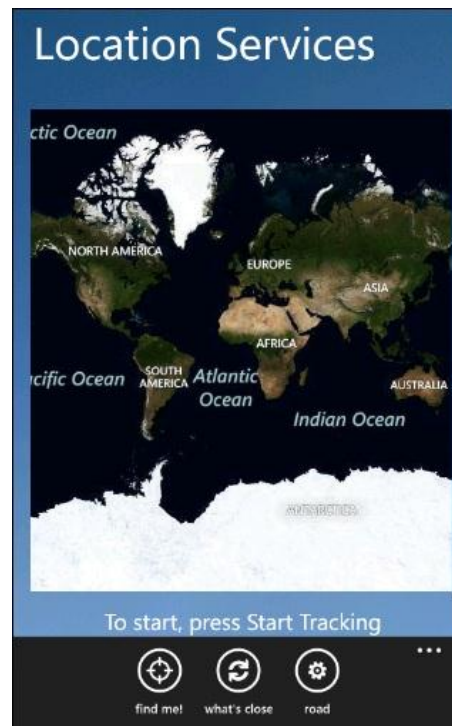 Location Services
ctic Ocean
NORTH AMERICA
EUROPE
ASIA
AFRICA
SOUTH
AMERICA
cific Ocean
Atlantic
Ocean
AUSTRALIA
Indian Ocean
ANTARCTICA
To start, press Start Tracking
find me!
what's close
road